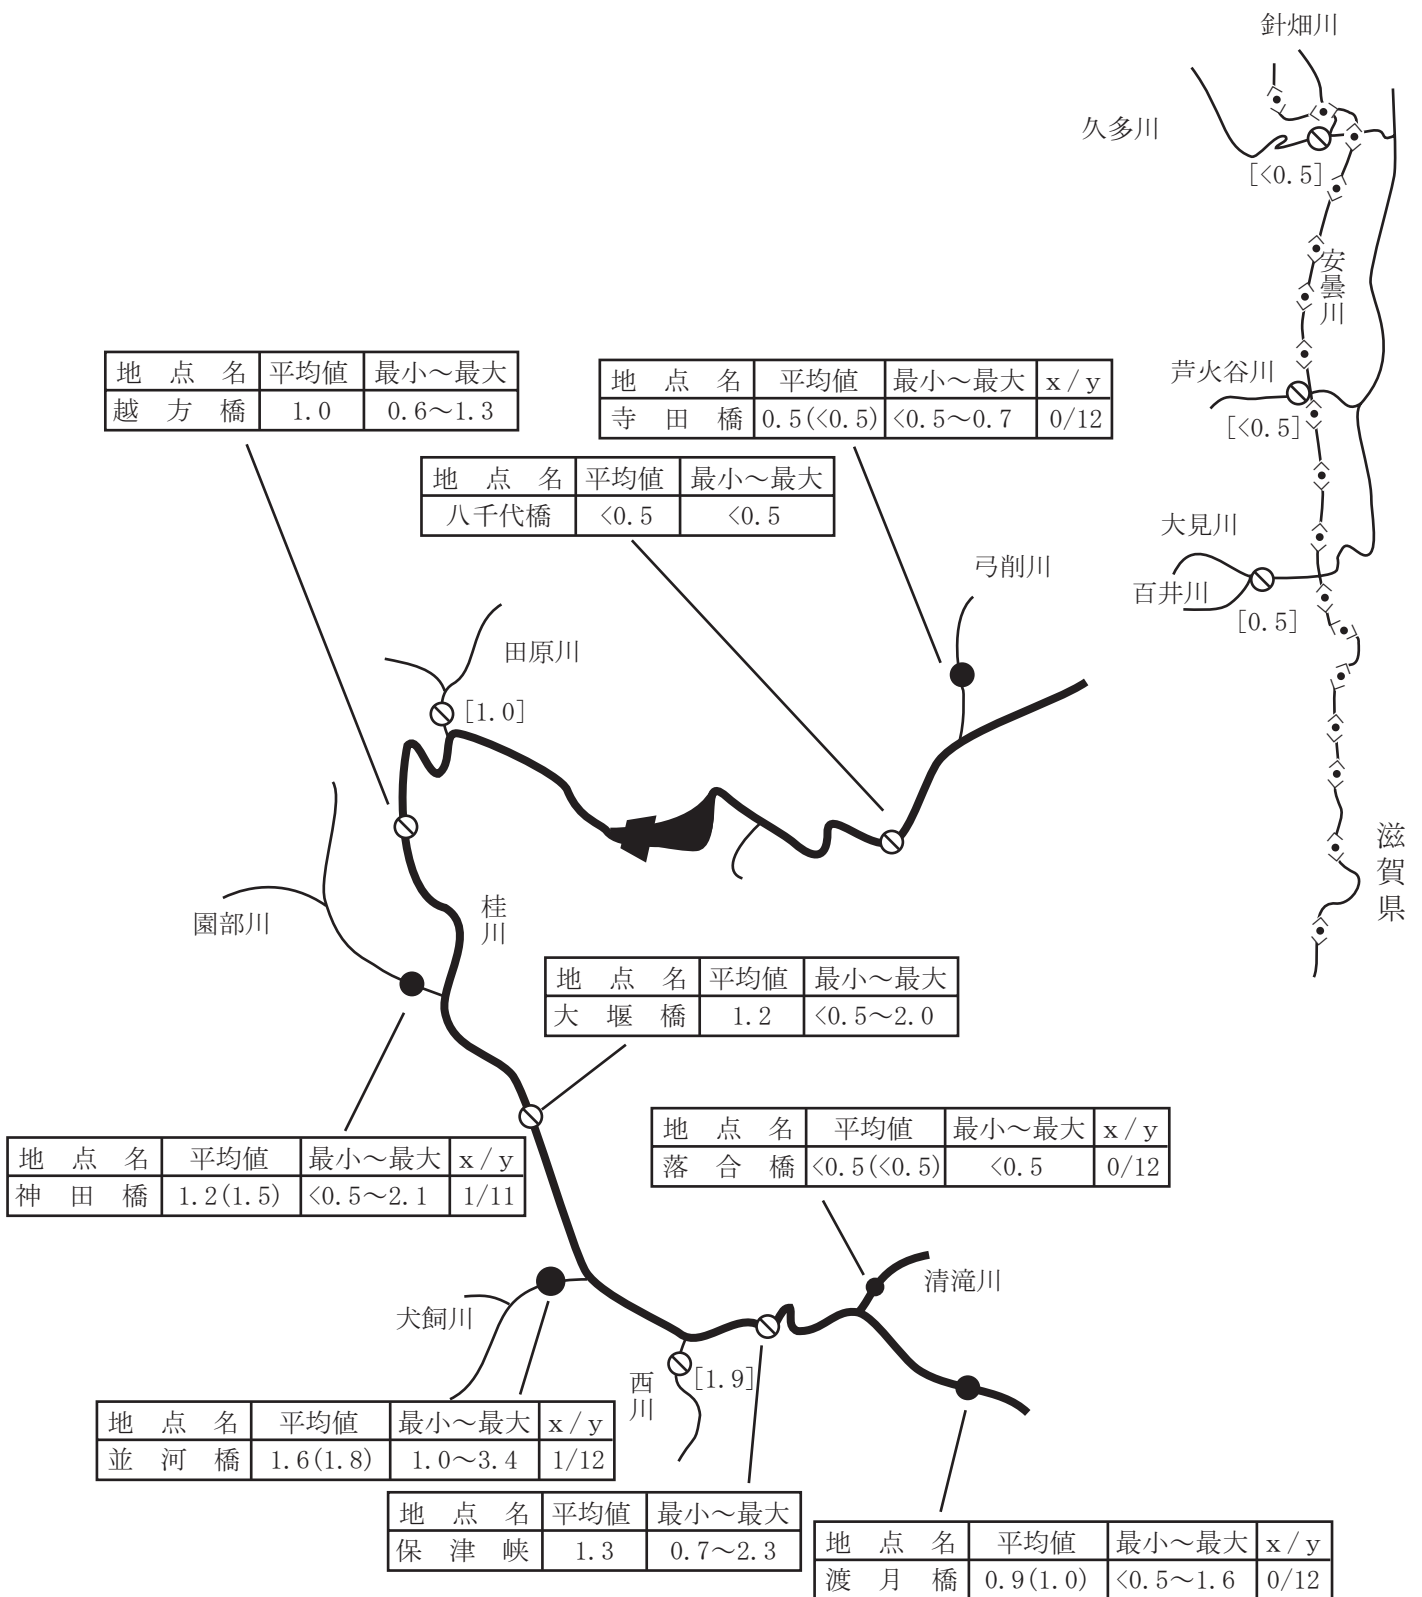 針畑川
久多川
[<0.5]
安曇川
芦火谷川
[<0.5]
大見川
百井川
[0.5]
滋賀県
地点名 平均値 最小～最大
越方橋 1.0 0.6～1.3
地点名 平均値 最小～最大 x/y
寺田橋 0.5(<0.5) <0.5～0.7 0/12
地点名 平均値 最小～最大
八千代橋 <0.5 <0.5
弓削川
田原川
[1.0]
園部川
桂川
地点名 平均値 最小～最大
大堰橋 1.2 <0.5～2.0
地点名 平均値 最小～最大 x/y
神田橋 1.2(1.5) <0.5～2.1 1/11
地点名 平均値 最小～最大 x/y
落合橋 <0.5(<0.5) <0.5 0/12
清滝川
犬飼川
西川
[1.9]
地点名 平均値 最小～最大 x/y
並河橋 1.6(1.8) 1.0～3.4 1/12
地点名 平均値 最小～最大
保津峡 1.3 0.7～2.3
地点名 平均値 最小～最大 x/y
渡月橋 0.9(1.0) <0.5～1.6 0/12